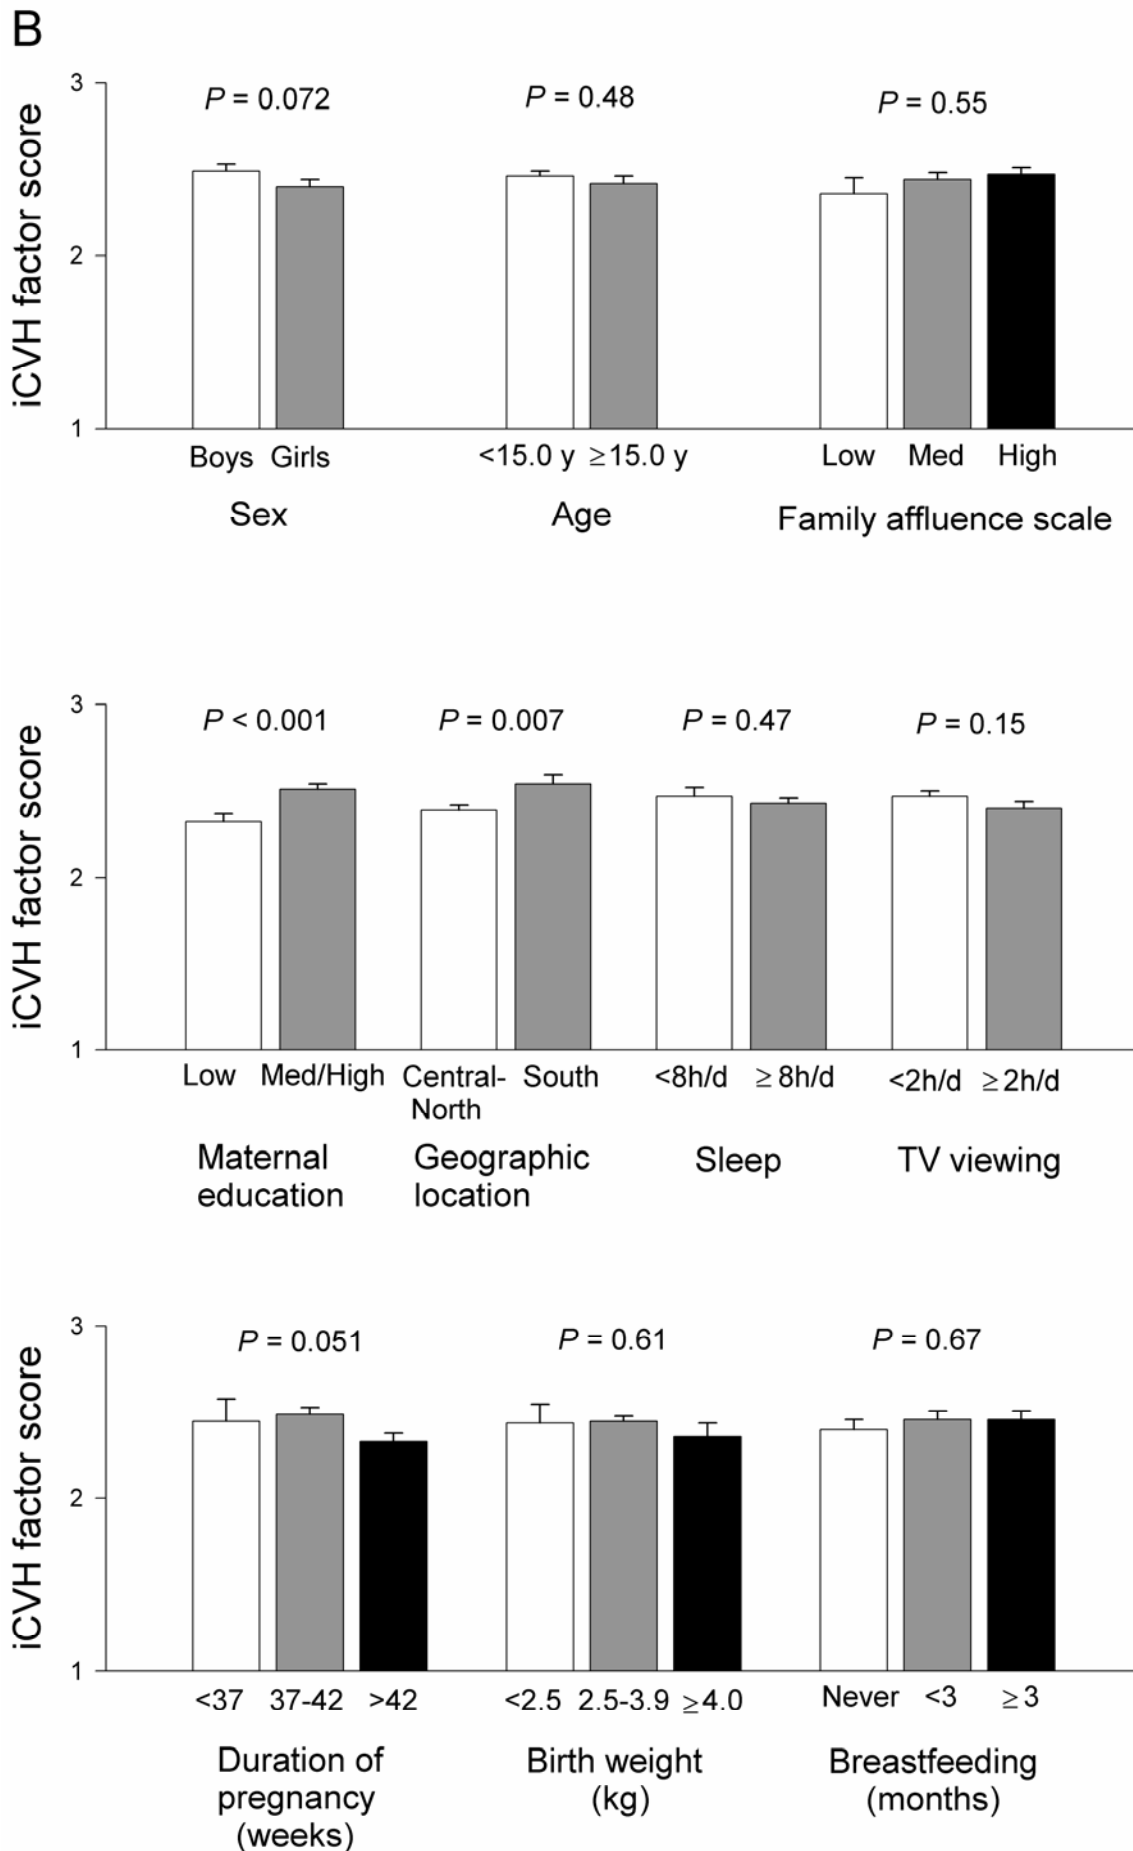 B
iCVH factor score
3
2
1
P = 0.072
P = 0.48
P = 0.55
Boys Girls
<15.0 y ≥15.0 y
Low Med High
Sex
Age
Family affluence scale
iCVH factor score
3
2
1
P < 0.001
P = 0.007
P = 0.47
P = 0.15
Low Med/High
Central-
North
South
<8h/d ≥8h/d
<2h/d ≥2h/d
Maternal
education
Geographic
location
Sleep
TV viewing
iCVH factor score
3
2
1
P = 0.051
P = 0.61
P = 0.67
<37 37-42 >42
<2.5 2.5-3.9 ≥4.0
Never <3 ≥3
Duration of
pregnancy
(weeks)
Birth weight
(kg)
Breastfeeding
(months)